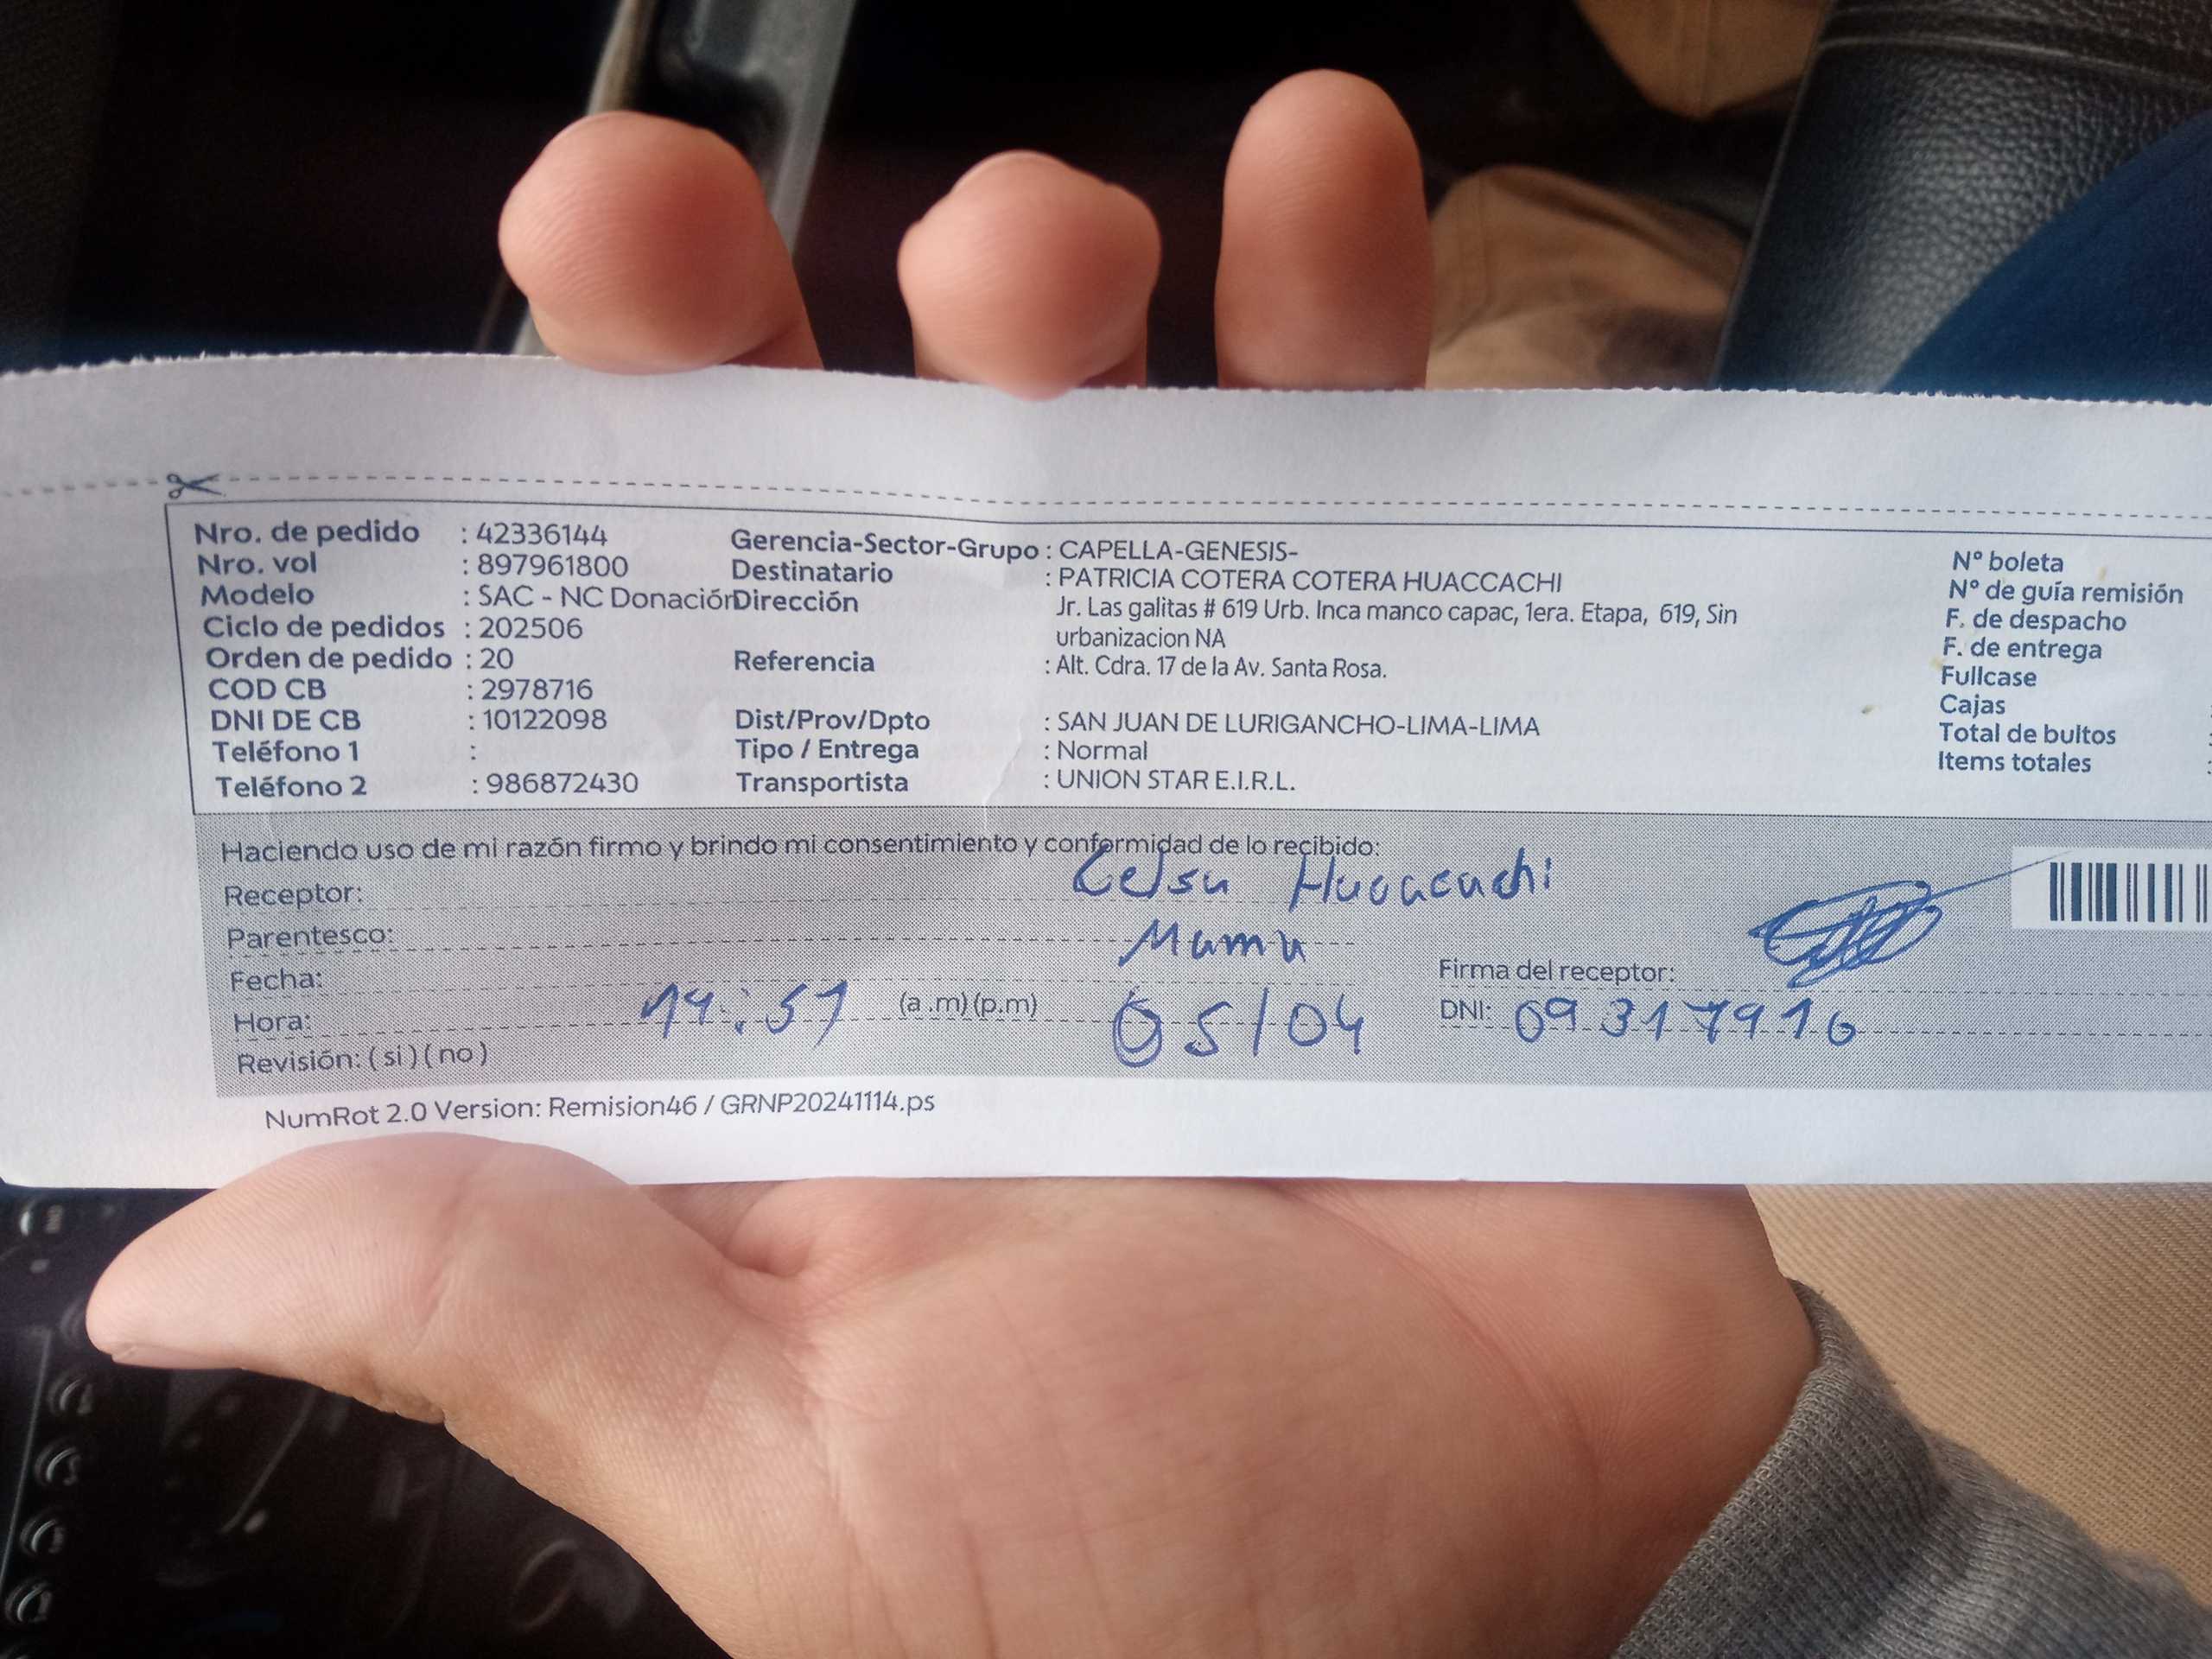 Nro. de pedido : 42336144
Nro. vol : 897961800
Modelo : SAC - NC Donación
Ciclo de pedidos : 202506
Orden de pedido : 20
COD CB : 2978716
DNI DE CB : 10122098
Teléfono 1 :
Teléfono 2 : 986872430
Gerencia-Sector-Grupo : CAPELLA-GENESIS-
Destinatario : PATRICIA COTERA COTERA HUACCACHI
Dirección Jr. Las galitas # 619 Urb. Inca manco capac, 1era. Etapa, 619, Sin
urbanizacion NA
Referencia : Alt. Cdra. 17 de la Av. Santa Rosa.
Dist/Prov/Dpto : SAN JUAN DE LURIGANCHO-LIMA-LIMA
Tipo / Entrega : Normal
Transportista : UNION STAR E.I.R.L.
N° boleta
N° de guía remisión
F. de despacho
F. de entrega
Fullcase
Cajas
Total de bultos :
Items totales :
Haciendo uso de mi razón firmo y brindo mi consentimiento y conformidad de lo recibido:
Receptor: Celsa Huaccachi
Parentesco: Mama
Fecha: 05/04
Hora: 14:51 (a .m) (p.m)
Revisión: ( si ) ( no )
Firma del receptor:
DNI: 09317916
NumRot 2.0 Version: Remision46 / GRNP20241114.ps